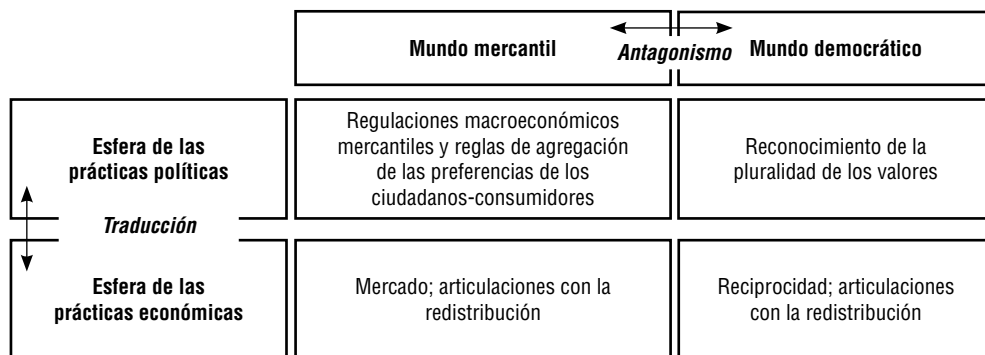 Mundo mercantil
Antagonismo
Mundo democrático
Esfera de las
prácticas políticas
Regulaciones macroeconómicos
mercantiles y reglas de agregación
de las preferencias de los
ciudadanos-consumidores
Reconocimiento de la
pluralidad de los valores
Traducción
Esfera de las
prácticas económicas
Mercado; articulaciones con la
redistribución
Reciprocidad; articulaciones
con la redistribución